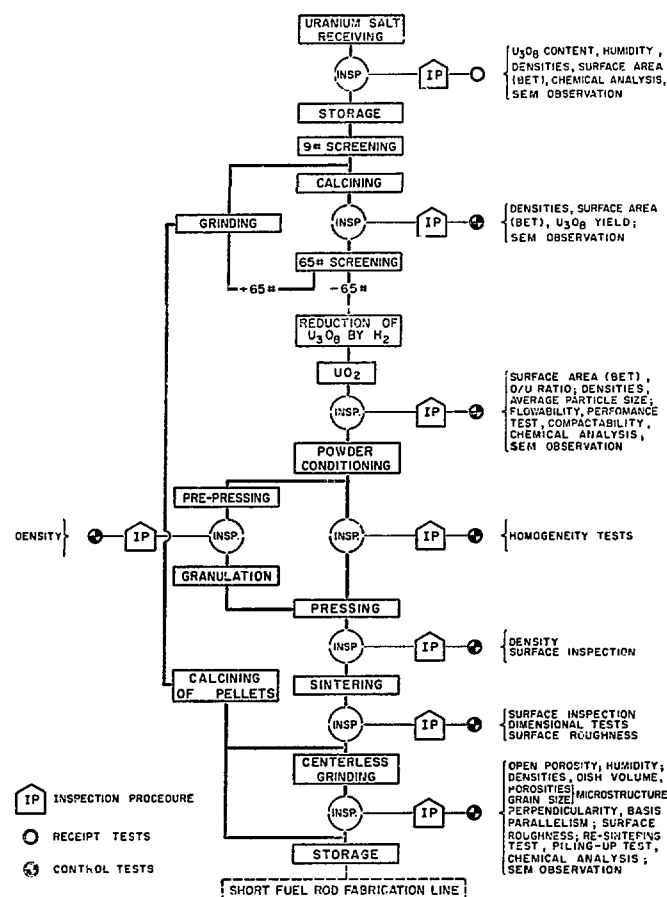 URANIUM SALT
RECEIVING
INSP
IP
U3O8 CONTENT, HUMIDITY,
DENSITIES, SURFACE AREA
(BET), CHEMICAL ANALYSIS,
SEM OBSERVATION
STORAGE
9# SCREENING
CALCINING
GRINDING
INSP
IP
DENSITIES, SURFACE AREA
(BET), U3O8 YIELD;
SEM OBSERVATION
65# SCREENING
+65#
-65#
REDUCTION OF
U3O8 BY H2
UO2
INSP.
IP
SURFACE AREA (BET),
O/U RATIO; DENSITIES,
AVERAGE PARTICLE SIZE;
FLOWABILITY, PERFOMANCE
TEST, COMPACTABILITY,
CHEMICAL ANALYSIS,
SEM OBSERVATION
POWDER
CONDITIONING
PRE-PRESSING
DENSITY
IP
INSP.
INSP.
IP
HOMOGENEITY TESTS
GRANULATION
PRESSING
INSP
IP
DENSITY
SURFACE INSPECTION
CALCINING
OF PELLETS
SINTERING
INSP
IP
SURFACE INSPECTION
DIMENSIONAL TESTS
SURFACE ROUGHNESS
CENTERLESS
GRINDING
INSP.
IP
OPEN POROSITY; HUMIDITY;
DENSITIES, DISH VOLUME,
POROSITIES
GRAIN SIZE
MICROSTRUCTURE
PERPENDICULARITY, BASIS
PARALLELISM; SURFACE
ROUGHNESS; RE-SINTERING
TEST, PILING-UP TEST,
CHEMICAL ANALYSIS;
SEM OBSERVATION
STORAGE
SHORT FUEL ROD FABRICATION LINE
IP INSPECTION PROCEDURE
RECEIPT TESTS
CONTROL TESTS